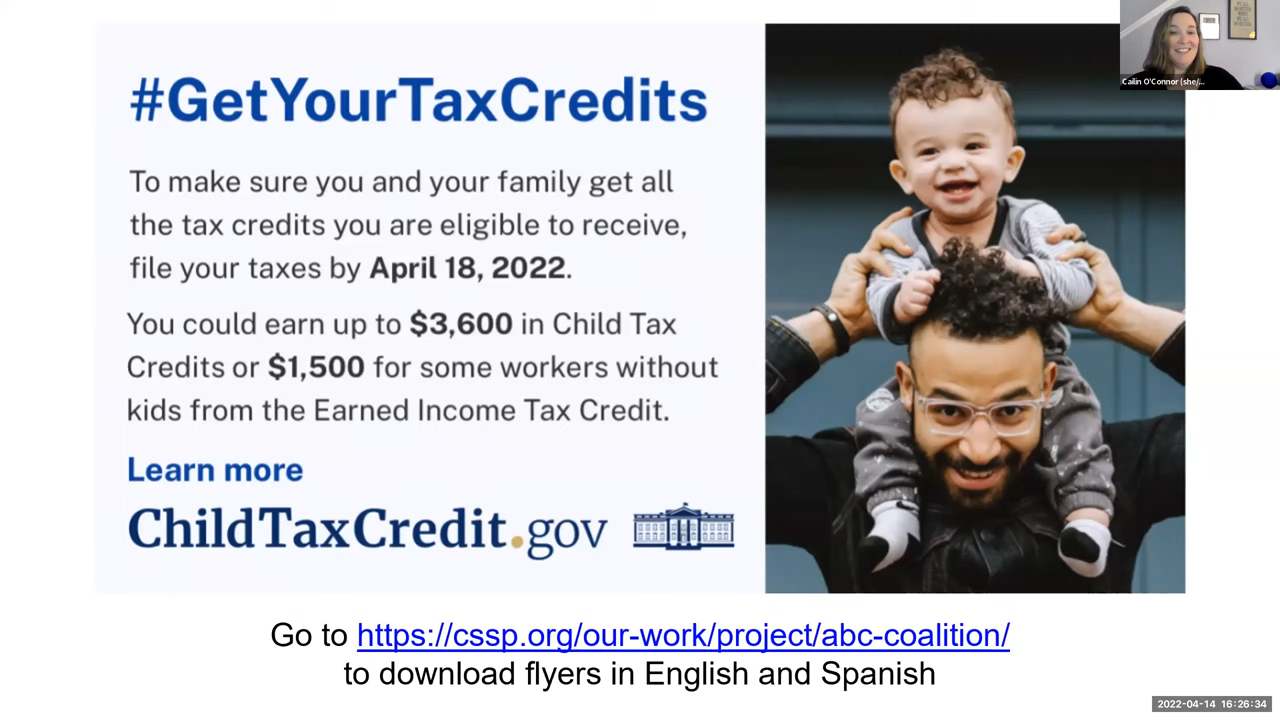 #GetYourTaxCredits
To make sure you and your family get all
the tax credits you are eligible to receive,
file your taxes by April 18, 2022.
You could earn up to $3,600 in Child Tax
Credits or $1,500 for some workers without
kids from the Earned Income Tax Credit.
Learn more
ChildTaxCredit.gov
Go to https://cssp.org/our-work/project/abc-coalition/
to download flyers in English and Spanish
Cailin O'Connor (she/...
2022-04-14 16:26:34